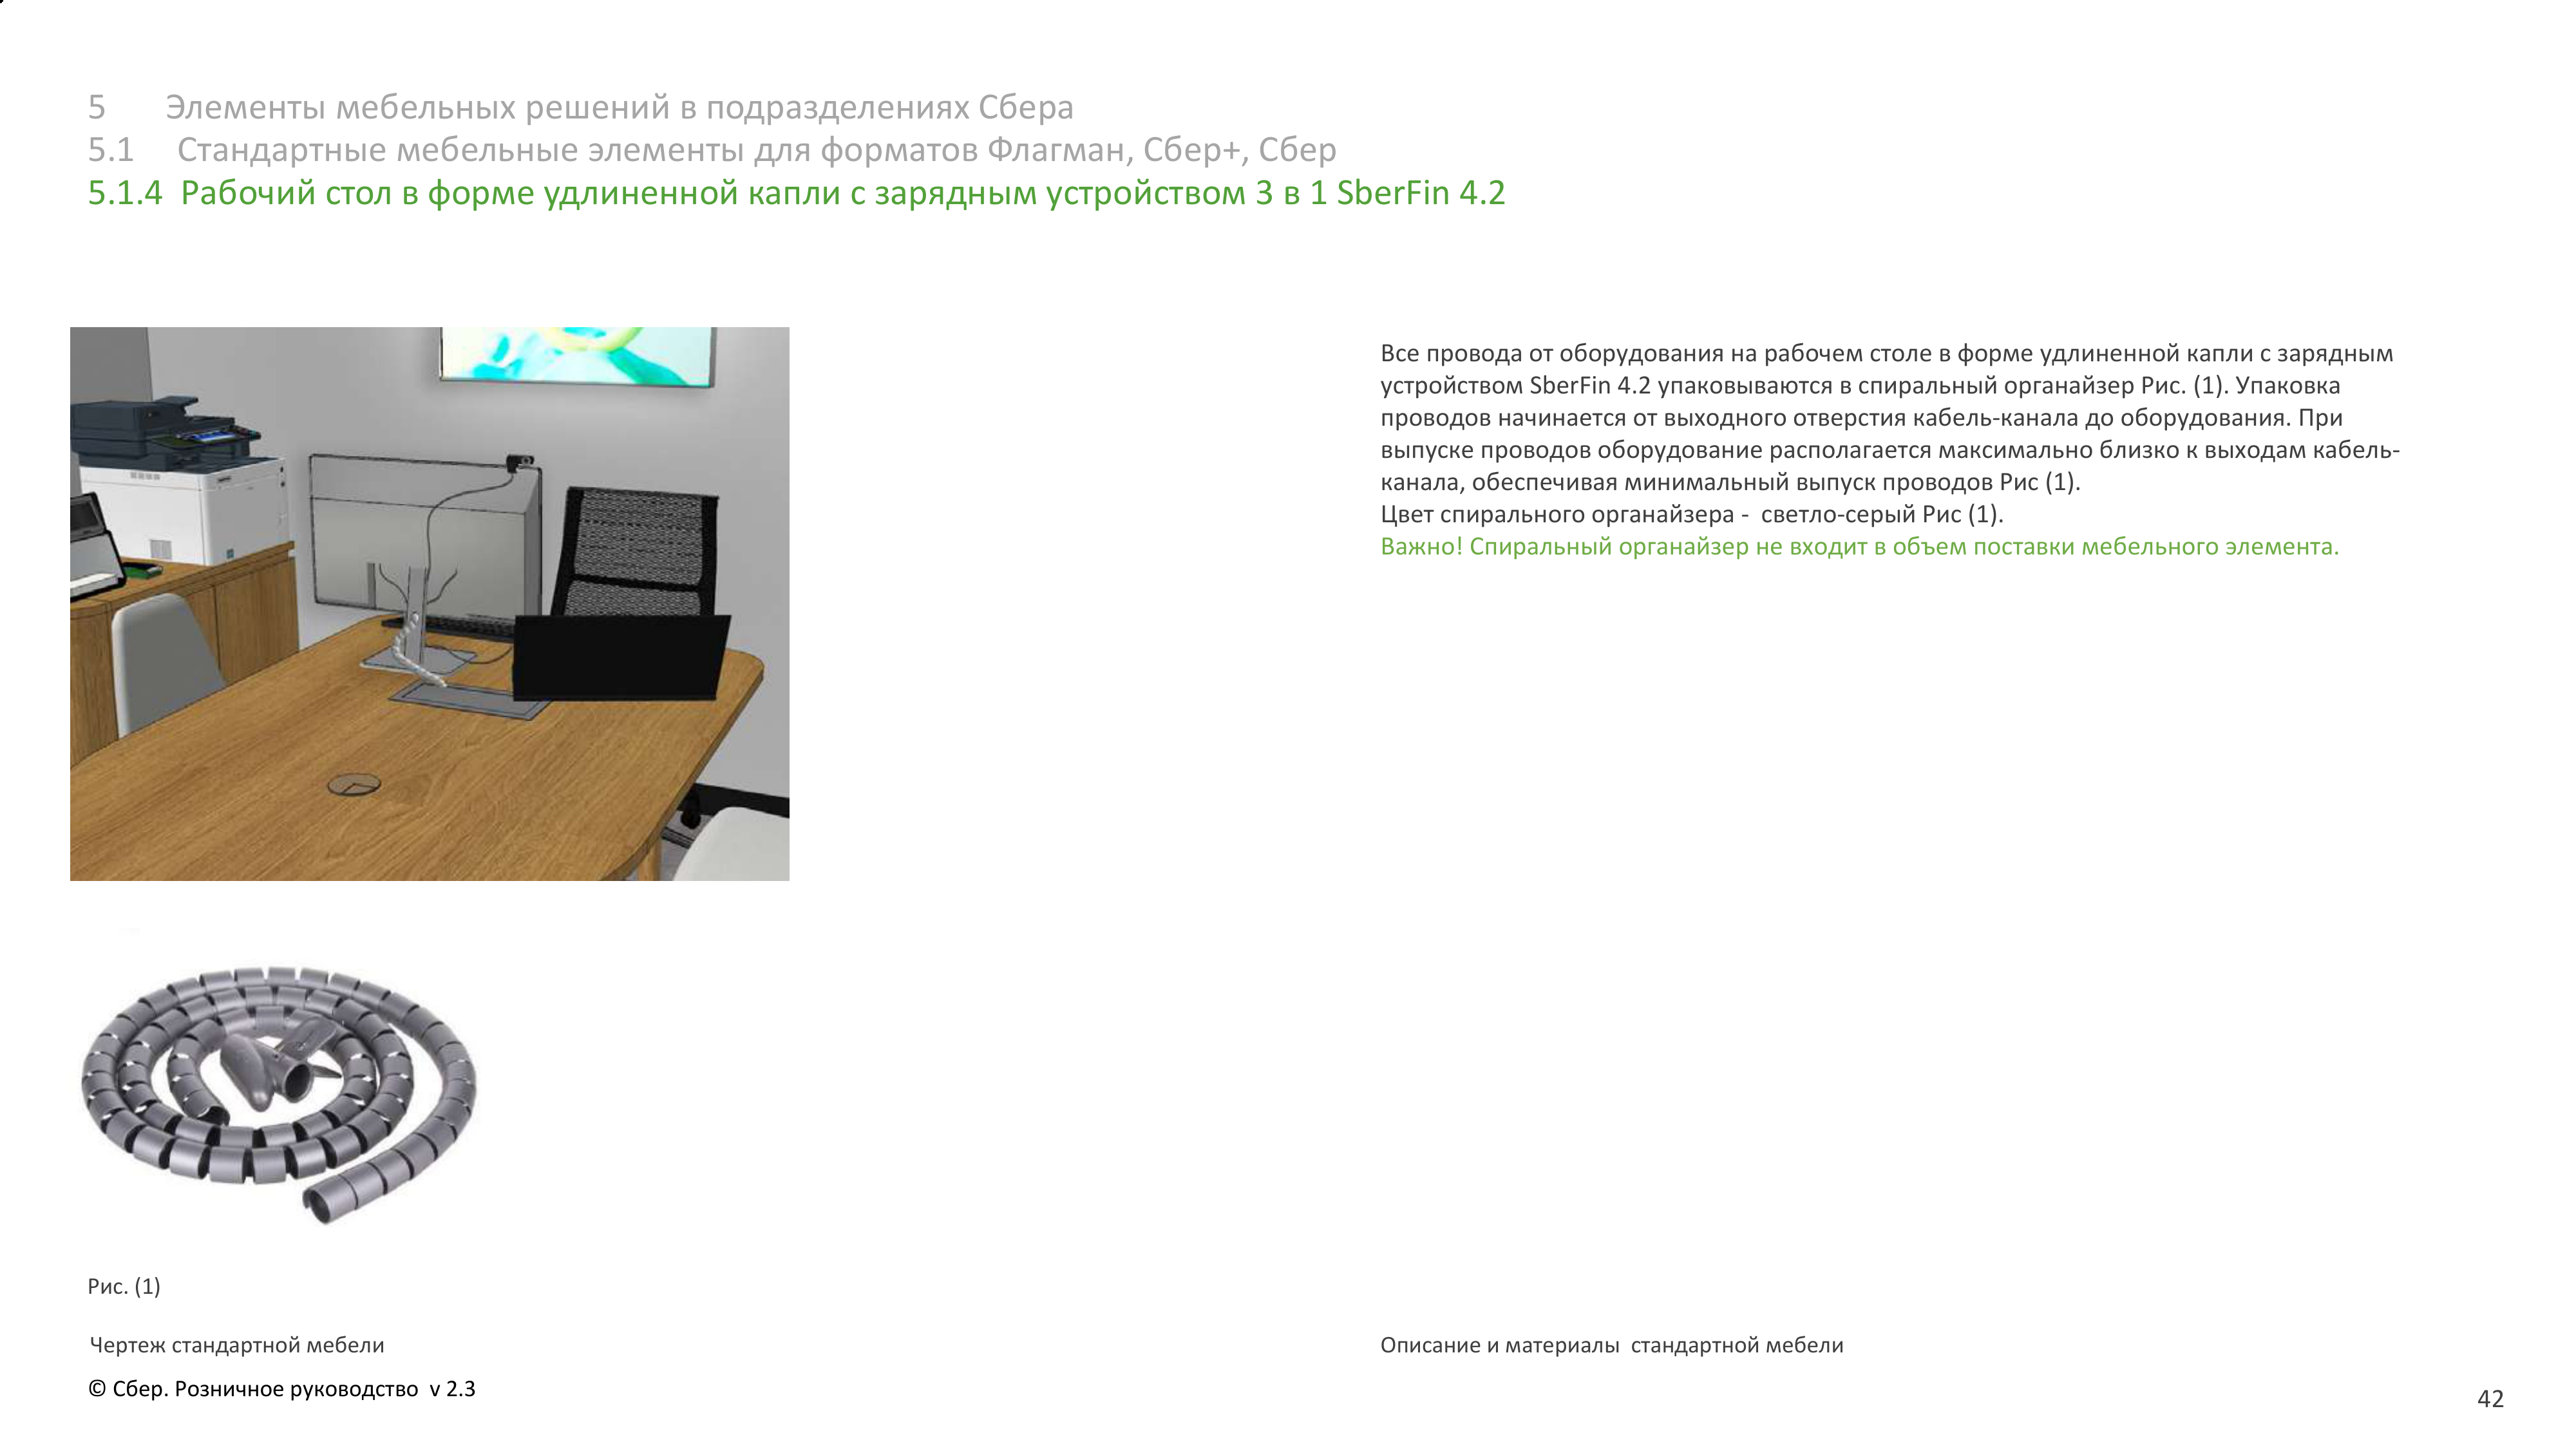 5 Элементы мебельных решений в подразделениях Сбера
5.1 Стандартные мебельные элементы для форматов Флагман, Сбер+, Сбер
5.1.4 Рабочий стол в форме удлиненной капли с зарядным устройством 3 в 1 SberFin 4.2
Все провода от оборудования на рабочем столе в форме удлиненной капли с зарядным
устройством SberFin 4.2 упаковываются в спиральный органайзер Рис. (1). Упаковка
проводов начинается от выходного отверстия кабель-канала до оборудования. При
выпуске проводов оборудование располагается максимально близко к выходам кабель-
канала, обеспечивая минимальный выпуск проводов Рис (1).
Цвет спирального органайзера - светло-серый Рис (1).
Важно! Спиральный органайзер не входит в объем поставки мебельного элемента.
Рис. (1)
Чертеж стандартной мебели
Описание и материалы стандартной мебели
© Сбер. Розничное руководство v 2.3
42